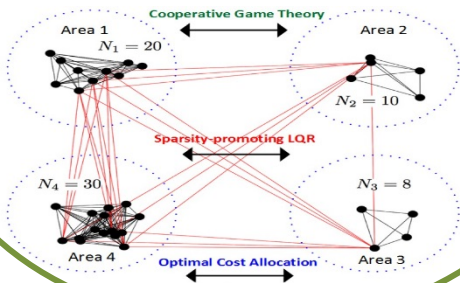 Cooperative Game Theory
Area 1
Area 2
N₁ = 20
N₂ = 10
Sparsity-promoting LQR
N₄ = 30
N₃ = 8
Area 4
Area 3
Optimal Cost Allocation